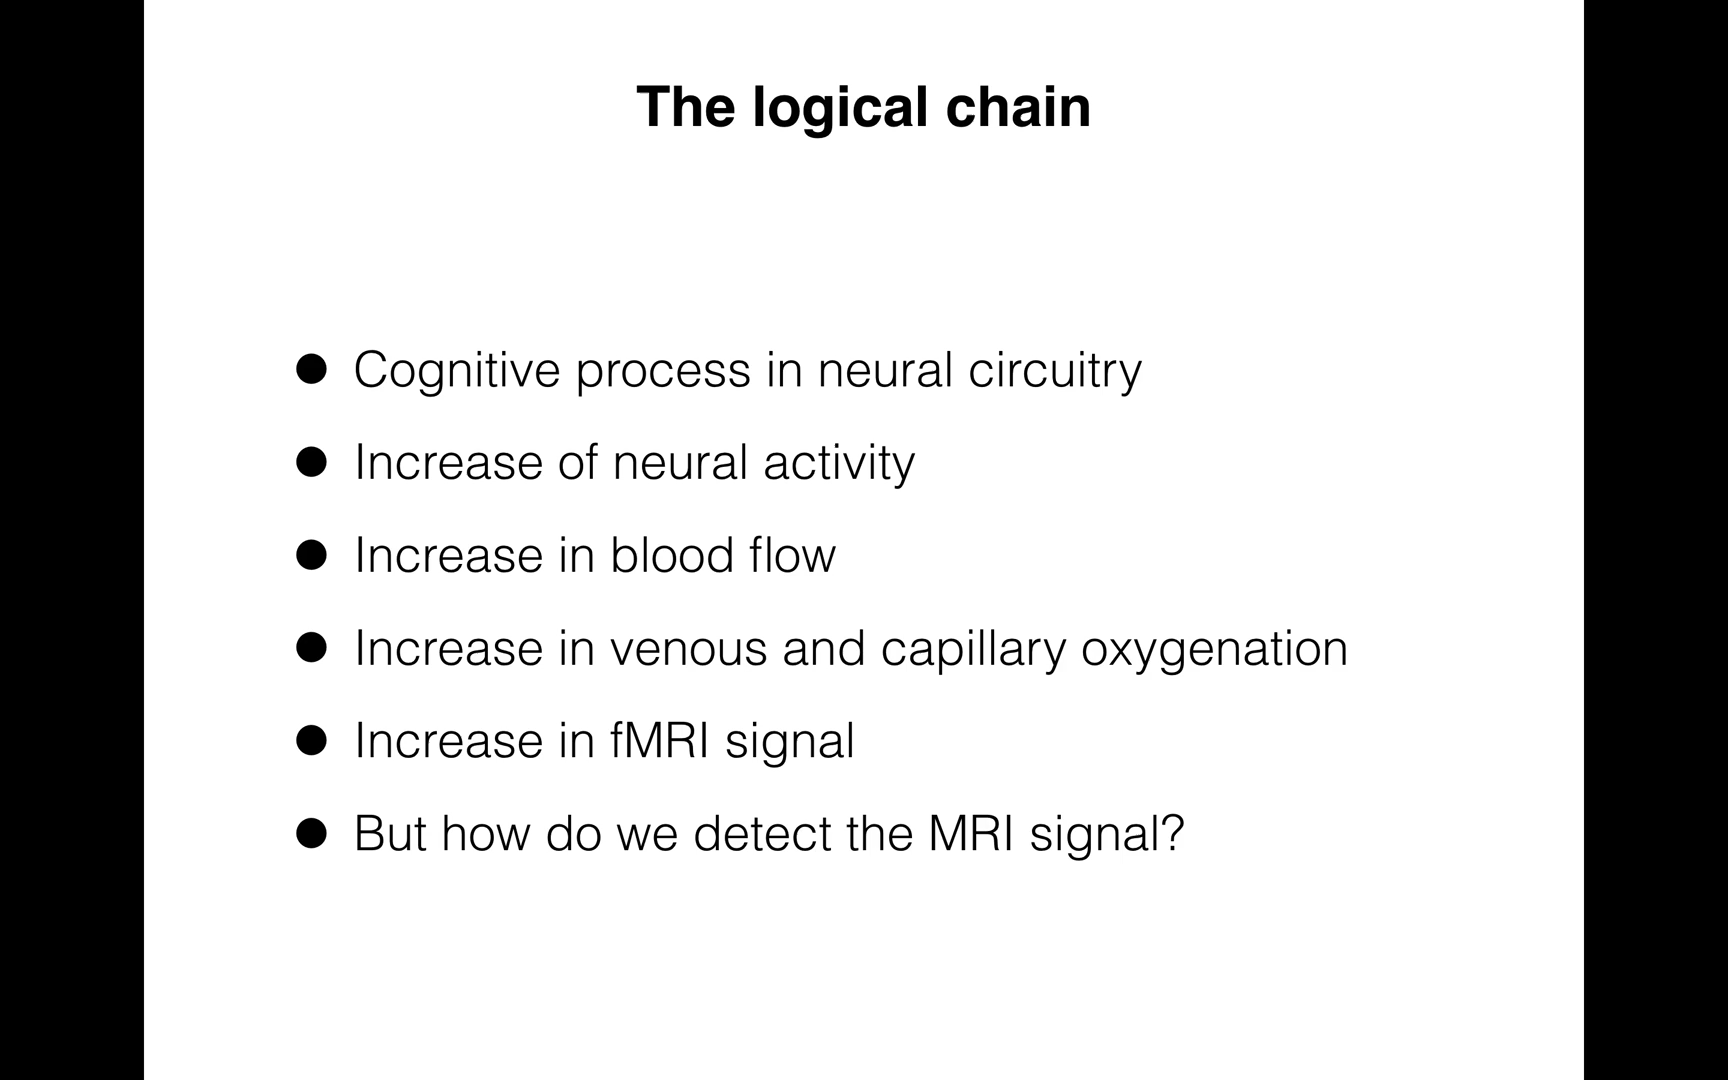 The logical chain
● Cognitive process in neural circuitry
● Increase of neural activity
● Increase in blood flow
● Increase in venous and capillary oxygenation
● Increase in fMRI signal
● But how do we detect the MRI signal?